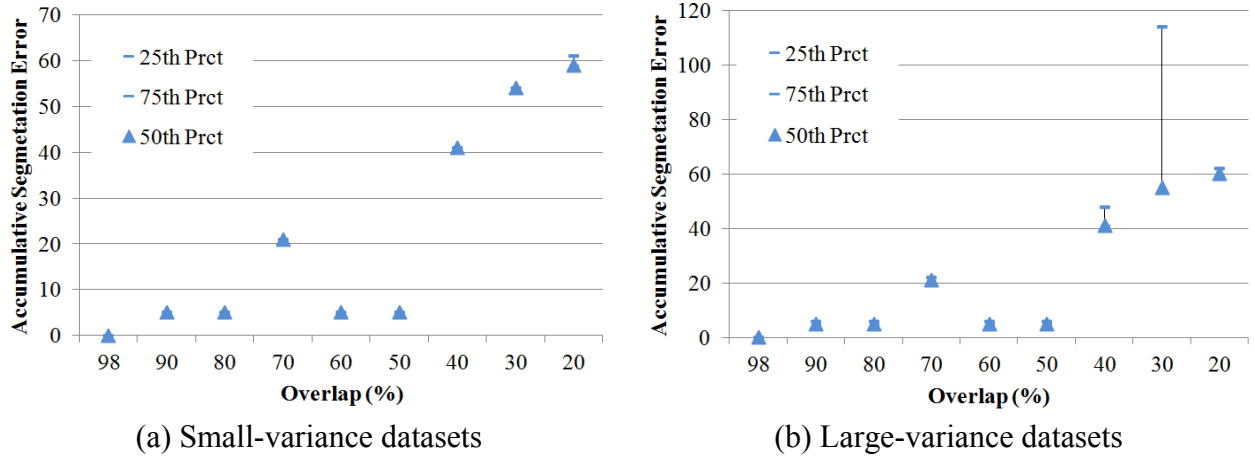 70
60
50
40
30
20
10
0
Accumulative Segmetation Error
25th Prct
75th Prct
50th Prct
98 90 80 70 60 50 40 30 20
Overlap (%)
(a) Small-variance datasets
120
100
80
60
40
20
0
Accumulative Segmetation Error
25th Prct
75th Prct
50th Prct
98 90 80 70 60 50 40 30 20
Overlap (%)
(b) Large-variance datasets